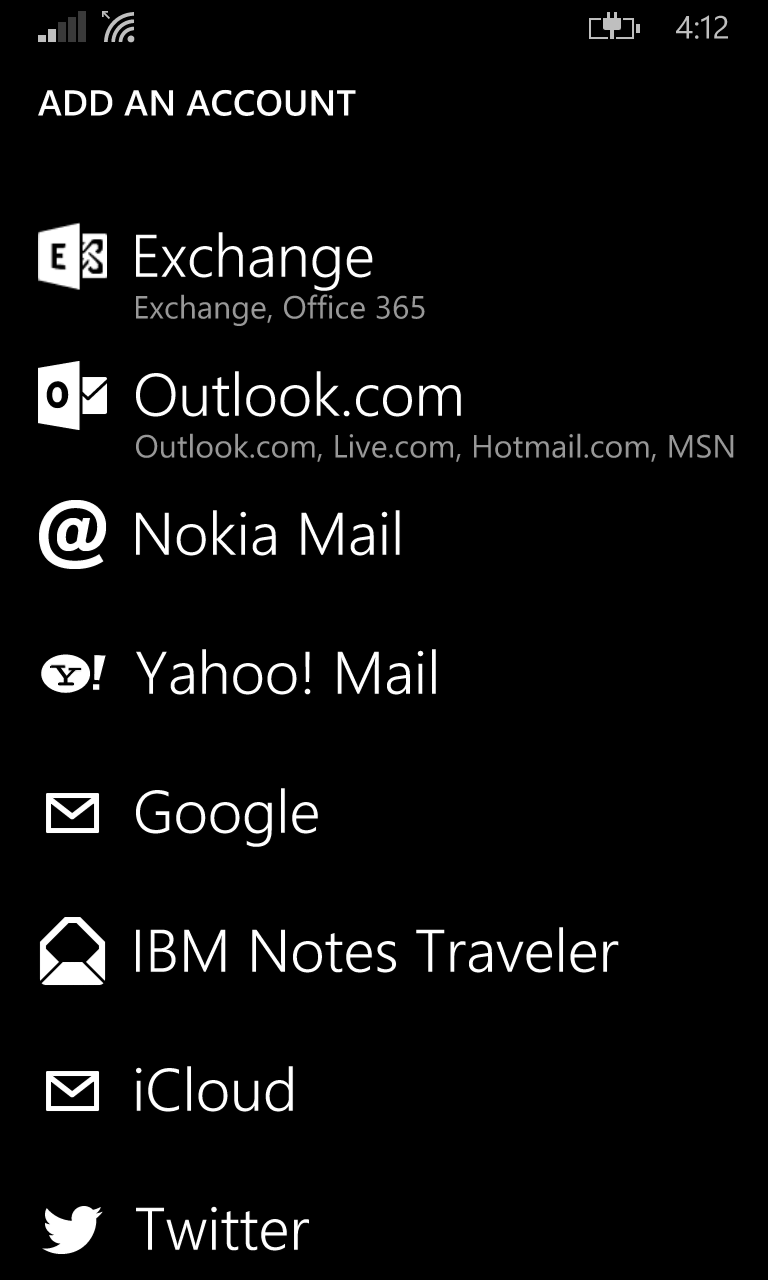 4:12
ADD AN ACCOUNT
E
Exchange
Exchange, Office 365
O
Outlook.com
Outlook.com, Live.com, Hotmail.com, MSN
@ Nokia Mail
Y! Yahoo! Mail
Google
IBM Notes Traveler
iCloud
Twitter